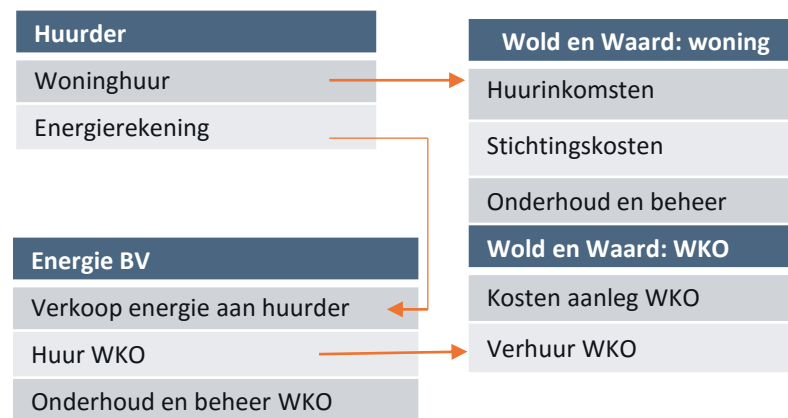 Huurder
Woninghuur
Energierekening
Wold en Waard: woning
Huurinkomsten
Stichtingskosten
Onderhoud en beheer
Wold en Waard: WKO
Kosten aanleg WKO
Verhuur WKO
Energie BV
Verkoop energie aan huurder
Huur WKO
Onderhoud en beheer WKO